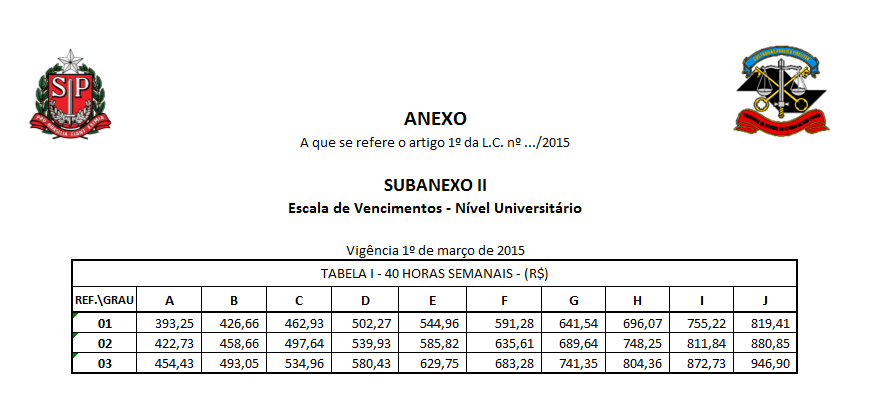 SP
ANEXO
A que se refere o artigo 1º da L.C. nº .../2015
SUBANEXO II
Escala de Vencimentos - Nível Universitário
Vigência 1º de março de 2015
TABELA I - 40 HORAS SEMANAIS - (R$)
REF.\GRAU A B C D E F G H I J
01 393,25 426,66 462,93 502,27 544,96 591,28 641,54 696,07 755,22 819,41
02 422,73 458,66 497,64 539,93 585,82 635,61 689,64 748,25 811,84 880,85
03 454,43 493,05 534,96 580,43 629,75 683,28 741,35 804,36 872,73 946,90